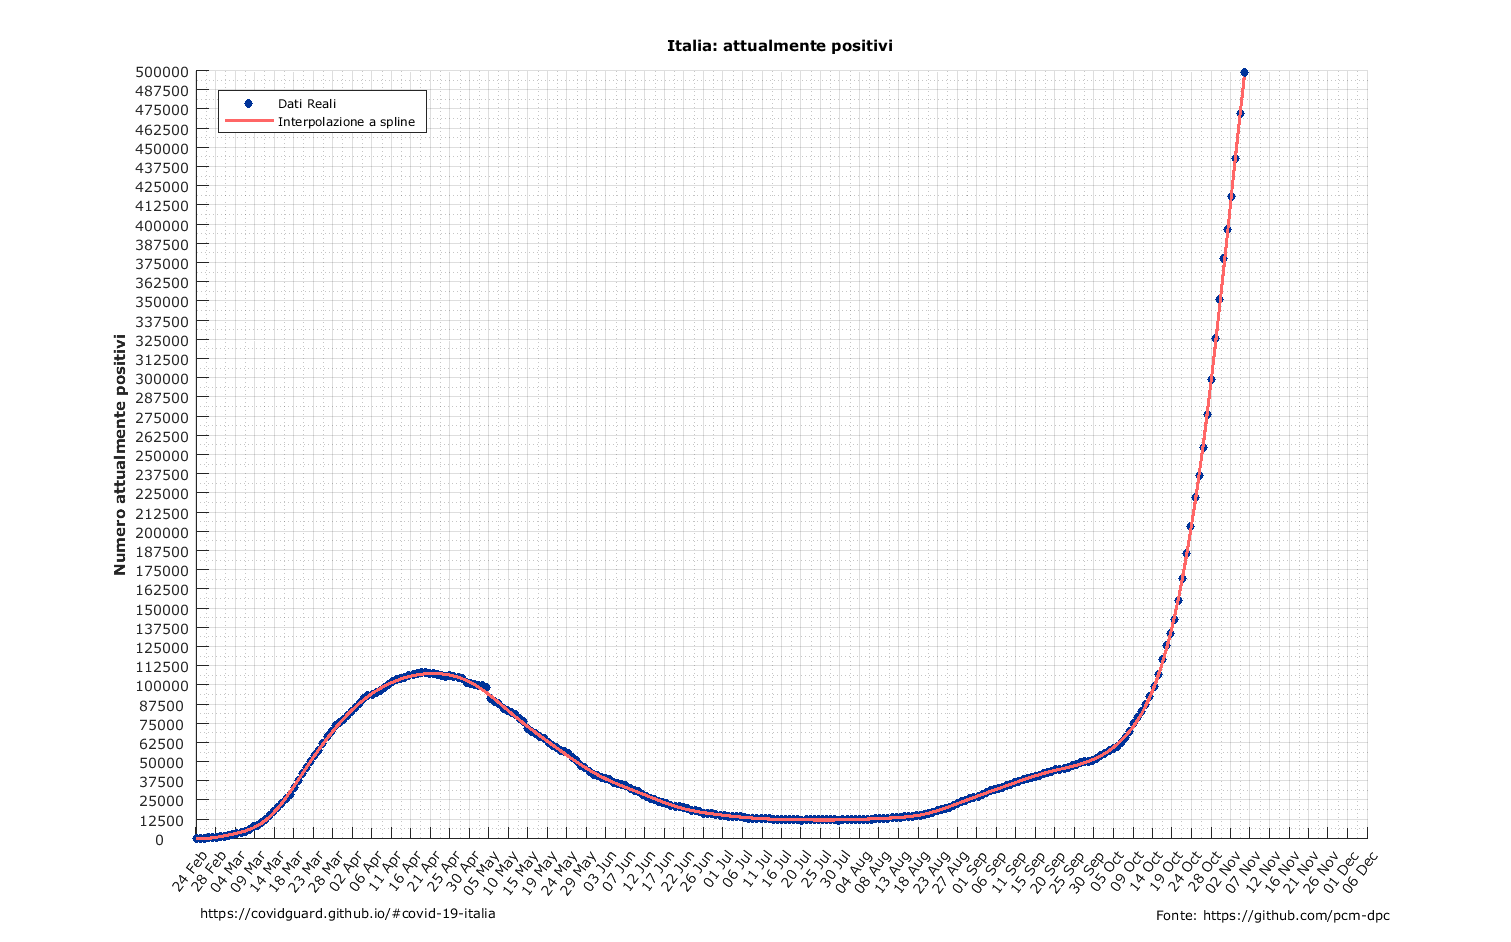 Italia: attualmente positivi
500000
487500
475000
462500
450000
437500
425000
412500
400000
387500
375000
362500
350000
337500
325000
312500
300000
287500
275000
262500
250000
237500
225000
212500
200000
187500
175000
162500
150000
137500
125000
112500
100000
87500
75000
62500
50000
37500
25000
12500
0
Numero attualmente positivi
Dati Reali
Interpolazione a spline
24 Feb
28 Feb
04 Mar
09 Mar
14 Mar
18 Mar
23 Mar
28 Mar
02 Apr
06 Apr
11 Apr
16 Apr
21 Apr
25 Apr
30 Apr
05 May
10 May
15 May
19 May
24 May
29 May
03 Jun
07 Jun
12 Jun
17 Jun
22 Jun
26 Jun
01 Jul
06 Jul
11 Jul
16 Jul
20 Jul
25 Jul
30 Jul
04 Aug
08 Aug
13 Aug
18 Aug
23 Aug
27 Aug
01 Sep
06 Sep
11 Sep
15 Sep
20 Sep
25 Sep
30 Sep
05 Oct
09 Oct
14 Oct
19 Oct
24 Oct
28 Oct
02 Nov
07 Nov
12 Nov
16 Nov
21 Nov
26 Nov
01 Dec
06 Dec
https://covidguard.github.io/#covid-19-italia
Fonte: https://github.com/pcm-dpc